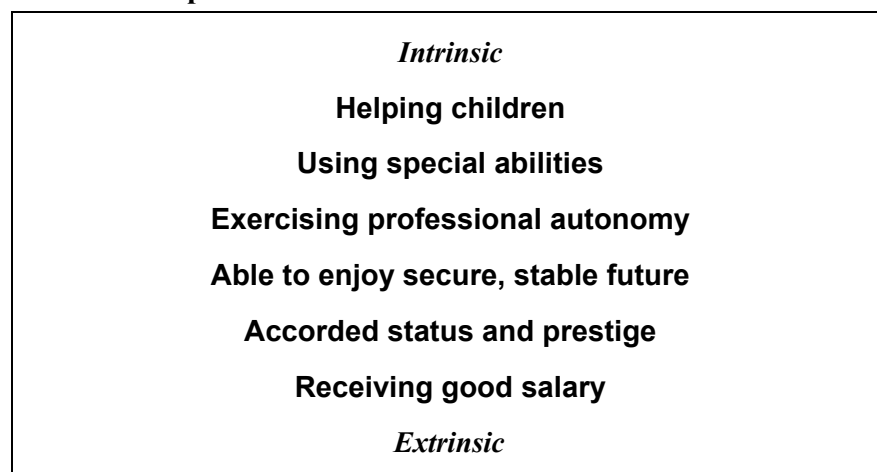 Intrinsic
Helping children
Using special abilities
Exercising professional autonomy
Able to enjoy secure, stable future
Accorded status and prestige
Receiving good salary
Extrinsic